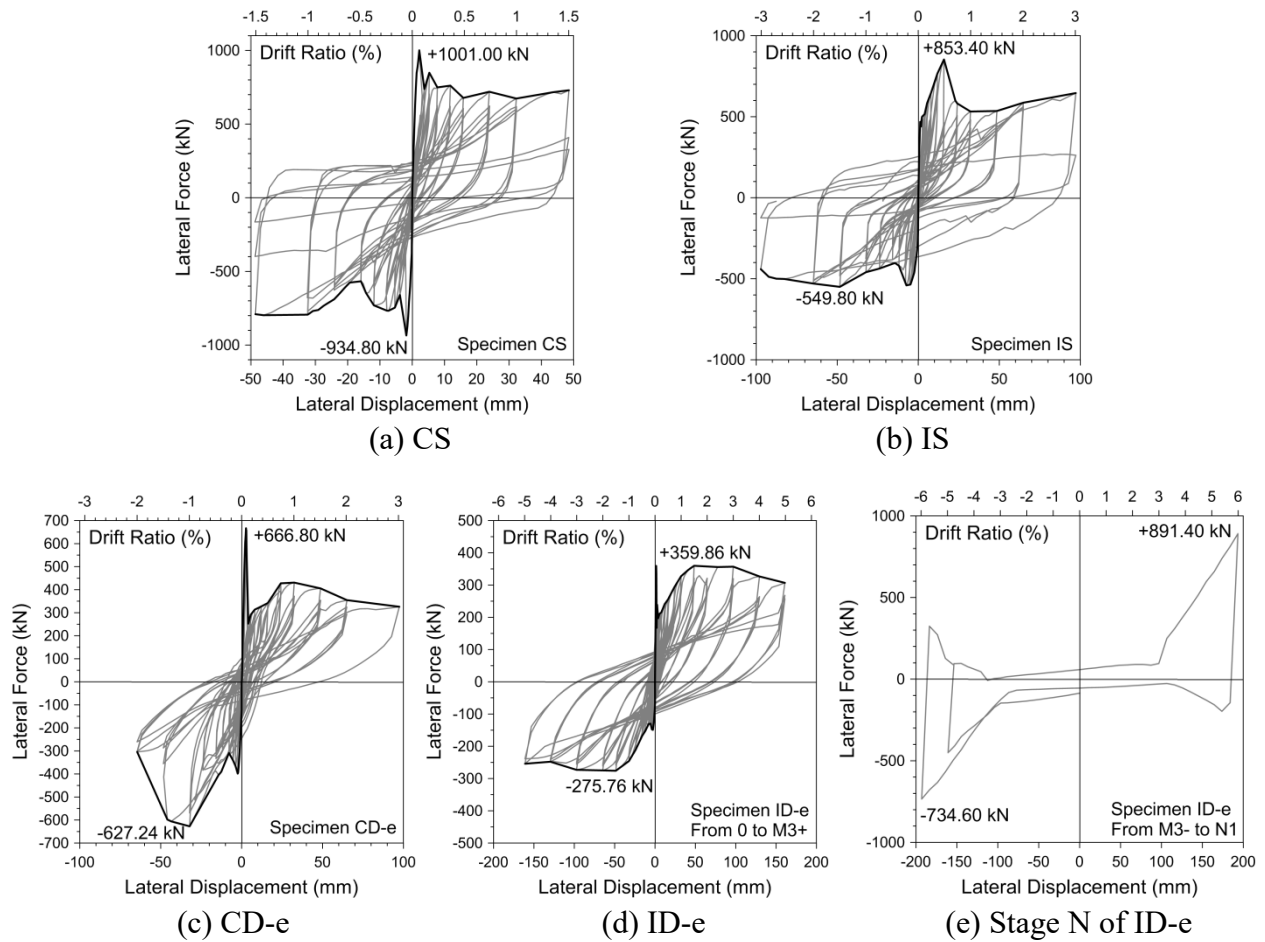 -1.5 -1 -0.5 0 0.5 1 1.5
Drift Ratio (%)
+1001.00 kN
1000
500
0
-500
-1000
Lateral Force (kN)
-934.80 kN
Specimen CS
-50 -40 -30 -20 -10 0 10 20 30 40 50
Lateral Displacement (mm)
(a) CS
-3 -2 -1 0 1 2 3
Drift Ratio (%)
+853.40 kN
1000
500
0
-500
-1000
Lateral Force (kN)
-549.80 kN
Specimen IS
-100 -50 0 50 100
Lateral Displacement (mm)
(b) IS
-3 -2 -1 0 1 2 3
Drift Ratio (%)
+666.80 kN
700
600
500
400
300
200
100
0
-100
-200
-300
-400
-500
-600
-700
Lateral Force (kN)
-627.24 kN
Specimen CD-e
-100 -50 0 50 100
Lateral Displacement (mm)
(c) CD-e
-6 -5 -4 -3 -2 -1 0 1 2 3 4 5 6
Drift Ratio (%)
+359.86 kN
500
400
300
200
100
0
-100
-200
-300
-400
-500
Lateral Force (kN)
-275.76 kN
Specimen ID-e
From 0 to M3+
-200 -150 -100 -50 0 50 100 150 200
Lateral Displacement (mm)
(d) ID-e
-6 -5 -4 -3 -2 -1 0 1 2 3 4 5 6
Drift Ratio (%)
+891.40 kN
1000
500
0
-500
-1000
Lateral Force (kN)
-734.60 kN
Specimen ID-e
From M3- to N1
-200 -150 -100 -50 0 50 100 150 200
Lateral Displacement (mm)
(e) Stage N of ID-e